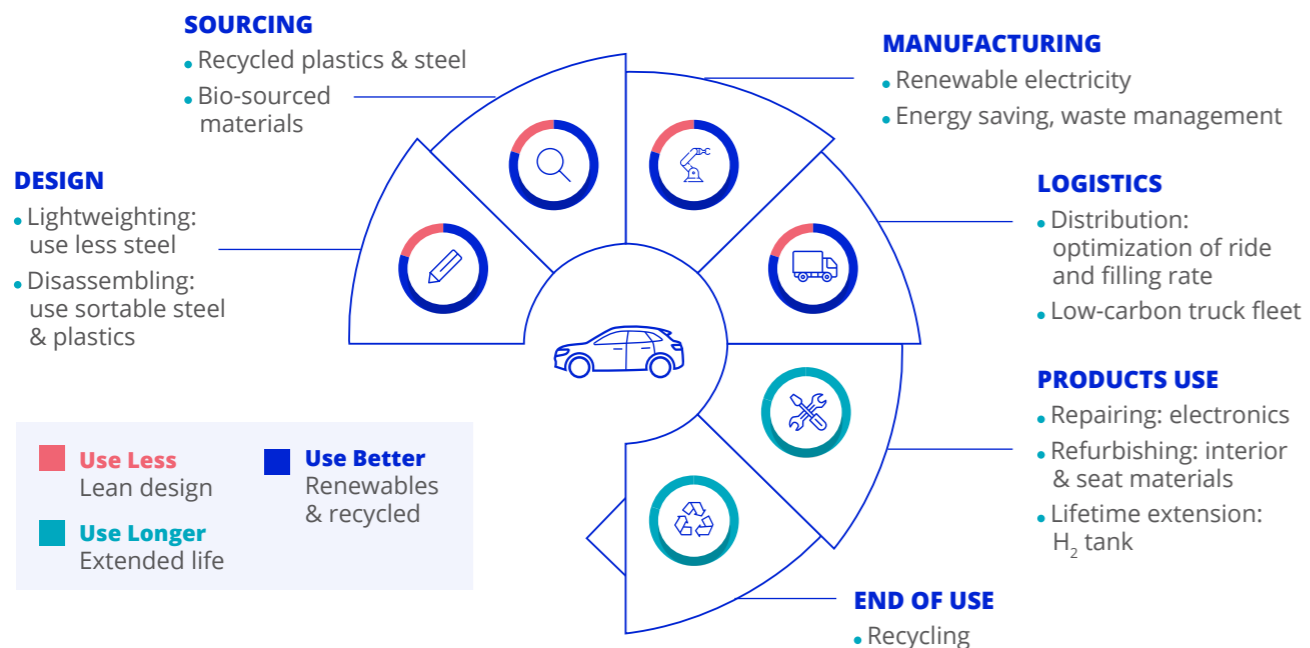 SOURCING
• Recycled plastics & steel
• Bio-sourced
materials
MANUFACTURING
• Renewable electricity
• Energy saving, waste management
DESIGN
• Lightweighting:
use less steel
• Disassembling:
use sortable steel
& plastics
LOGISTICS
• Distribution:
optimization of ride
and filling rate
• Low-carbon truck fleet
PRODUCTS USE
• Repairing: electronics
• Refurbishing: interior
& seat materials
• Lifetime extension:
H₂ tank
Use Less
Lean design
Use Longer
Extended life
Use Better
Renewables
& recycled
END OF USE
• Recycling